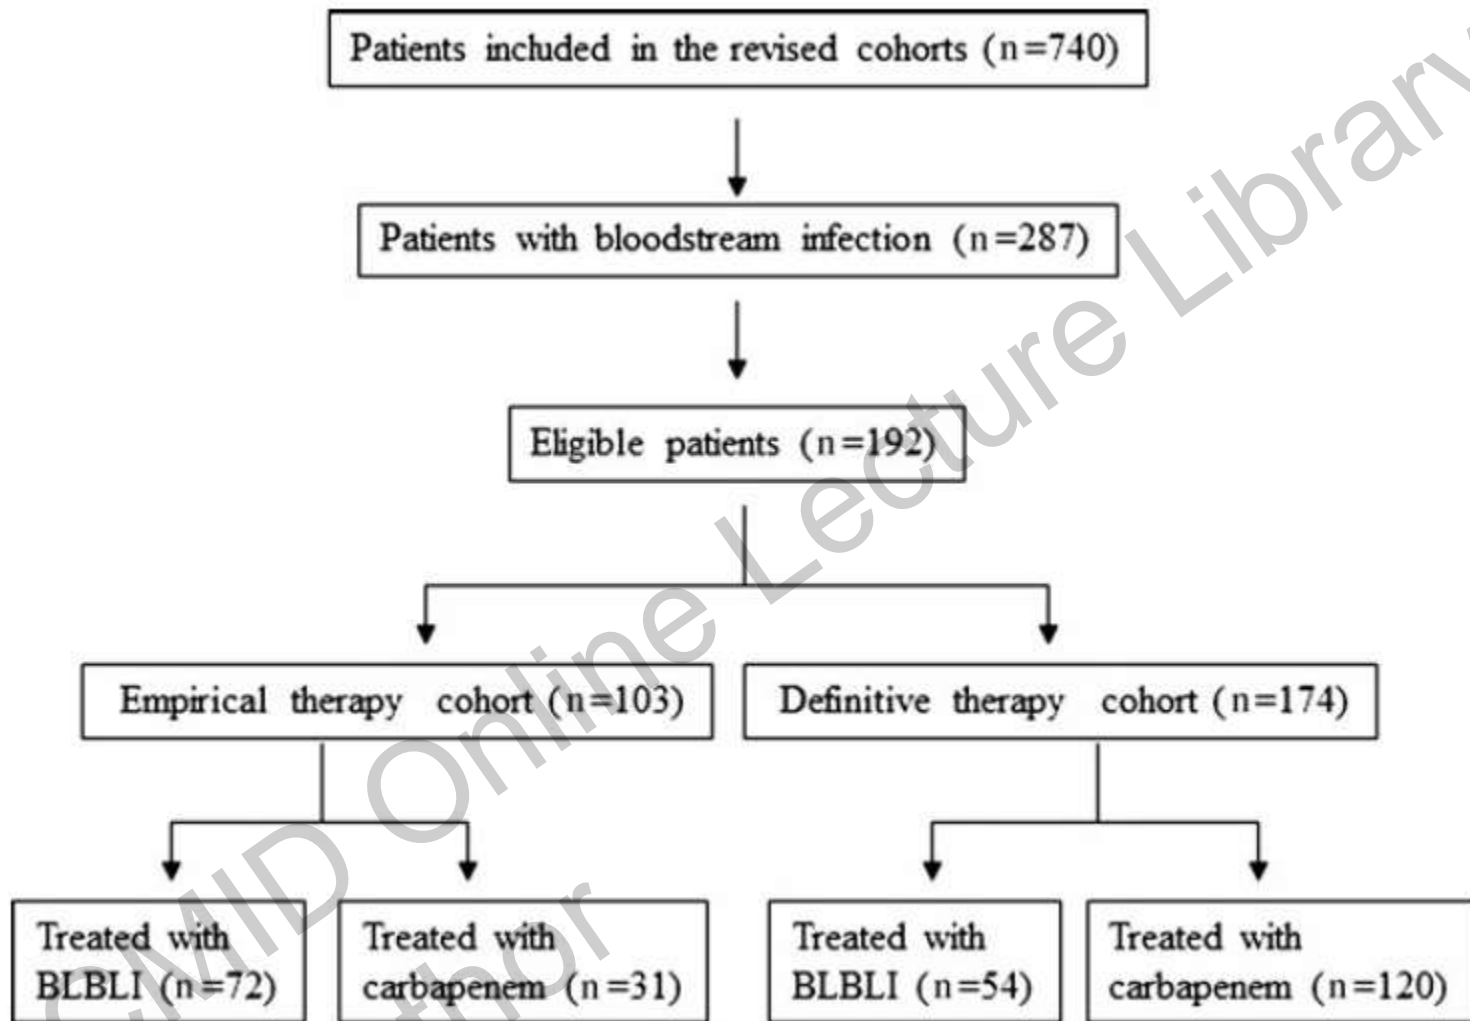 Patients included in the revised cohorts (n=740)
Patients with bloodstream infection (n=287)
Eligible patients (n=192)
Empirical therapy cohort (n=103)
Definitive therapy cohort (n=174)
Treated with
BLBLI (n=72)
Treated with
carbapenem (n=31)
Treated with
BLBLI (n=54)
Treated with
carbapenem (n=120)
CMID Online Lecture Library
thor